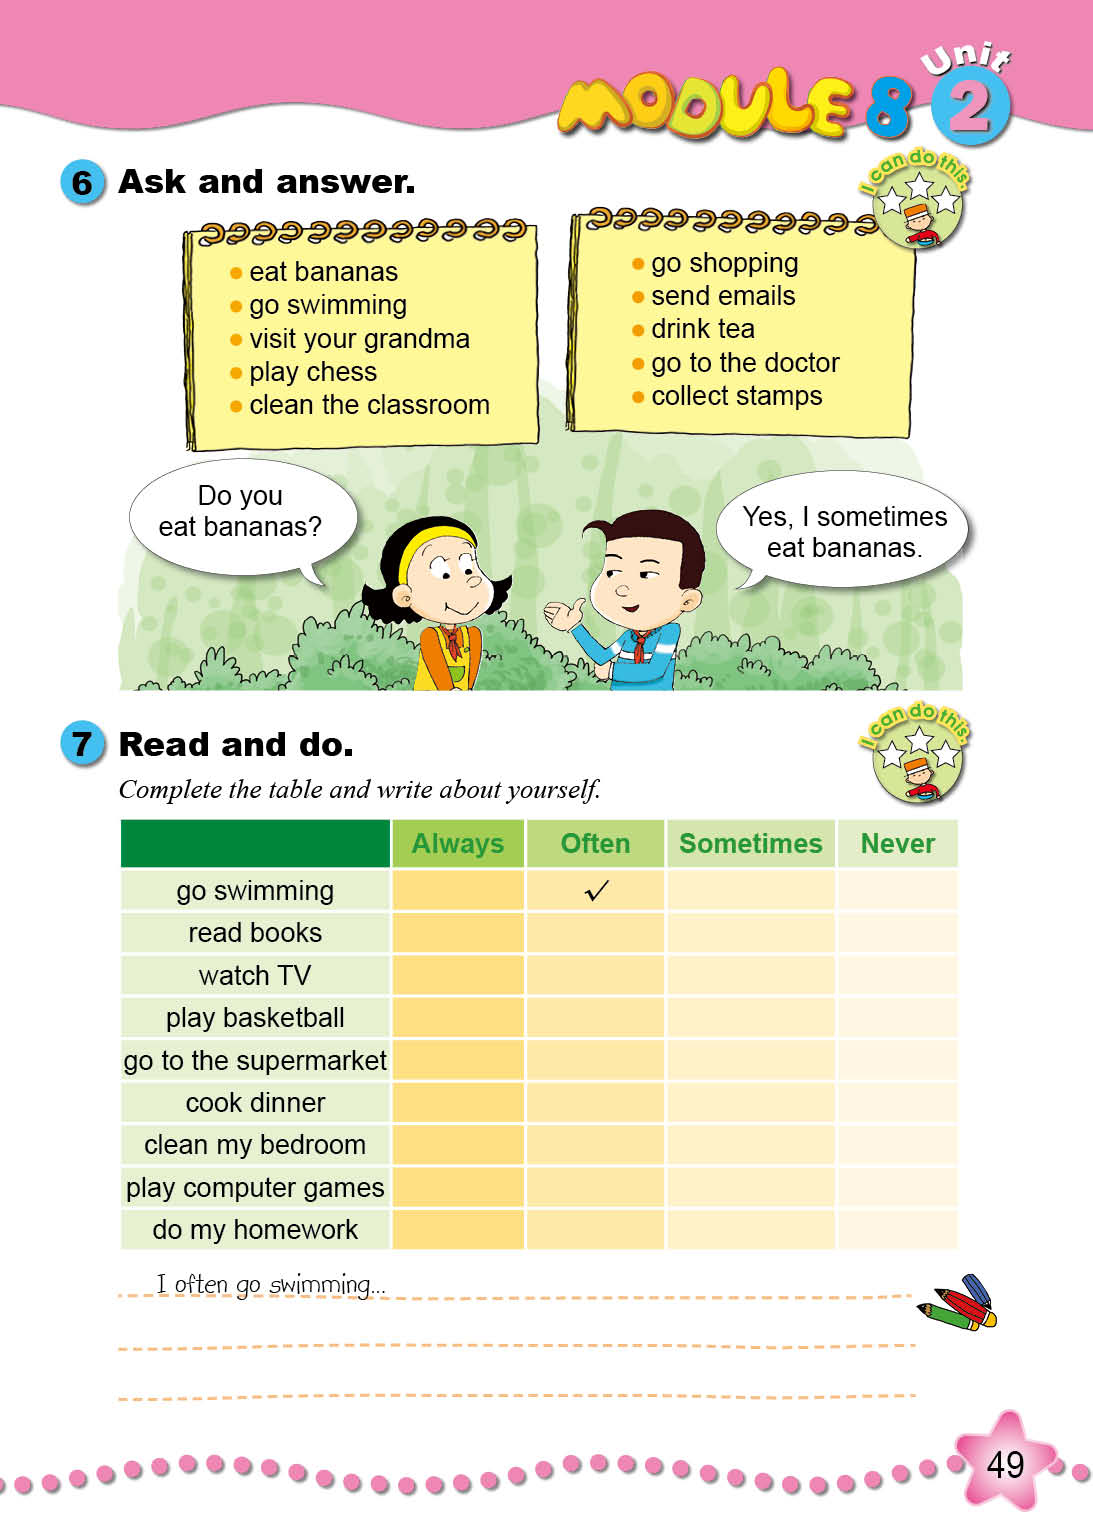 MODULE 8 Unit 2
6 Ask and answer.
I can do this.
eat bananas
go swimming
visit your grandma
play chess
clean the classroom
go shopping
send emails
drink tea
go to the doctor
collect stamps
Do you
eat bananas?
Yes, I sometimes
eat bananas.
7 Read and do.
I can do this.
Complete the table and write about yourself.
Always Often Sometimes Never
go swimming ✓
read books
watch TV
play basketball
go to the supermarket
cook dinner
clean my bedroom
play computer games
do my homework
I often go swimming...
49